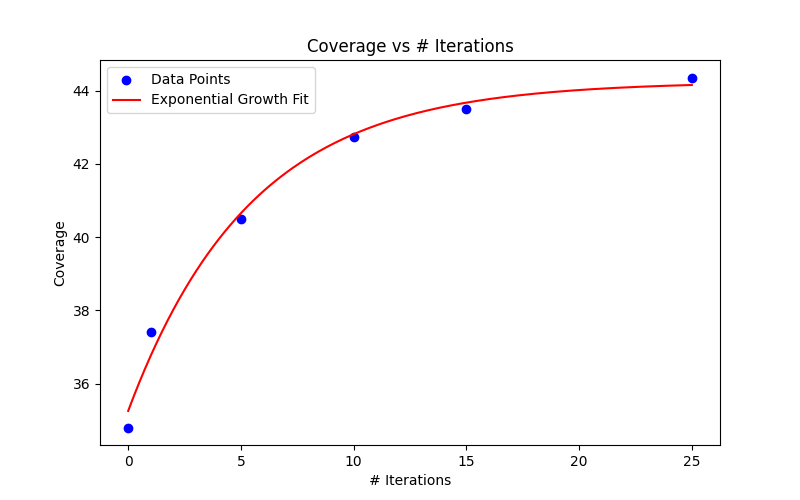 Coverage vs # Iterations
Data Points
Exponential Growth Fit
44
42
40
38
36
Coverage
0 5 10 15 20 25
# Iterations